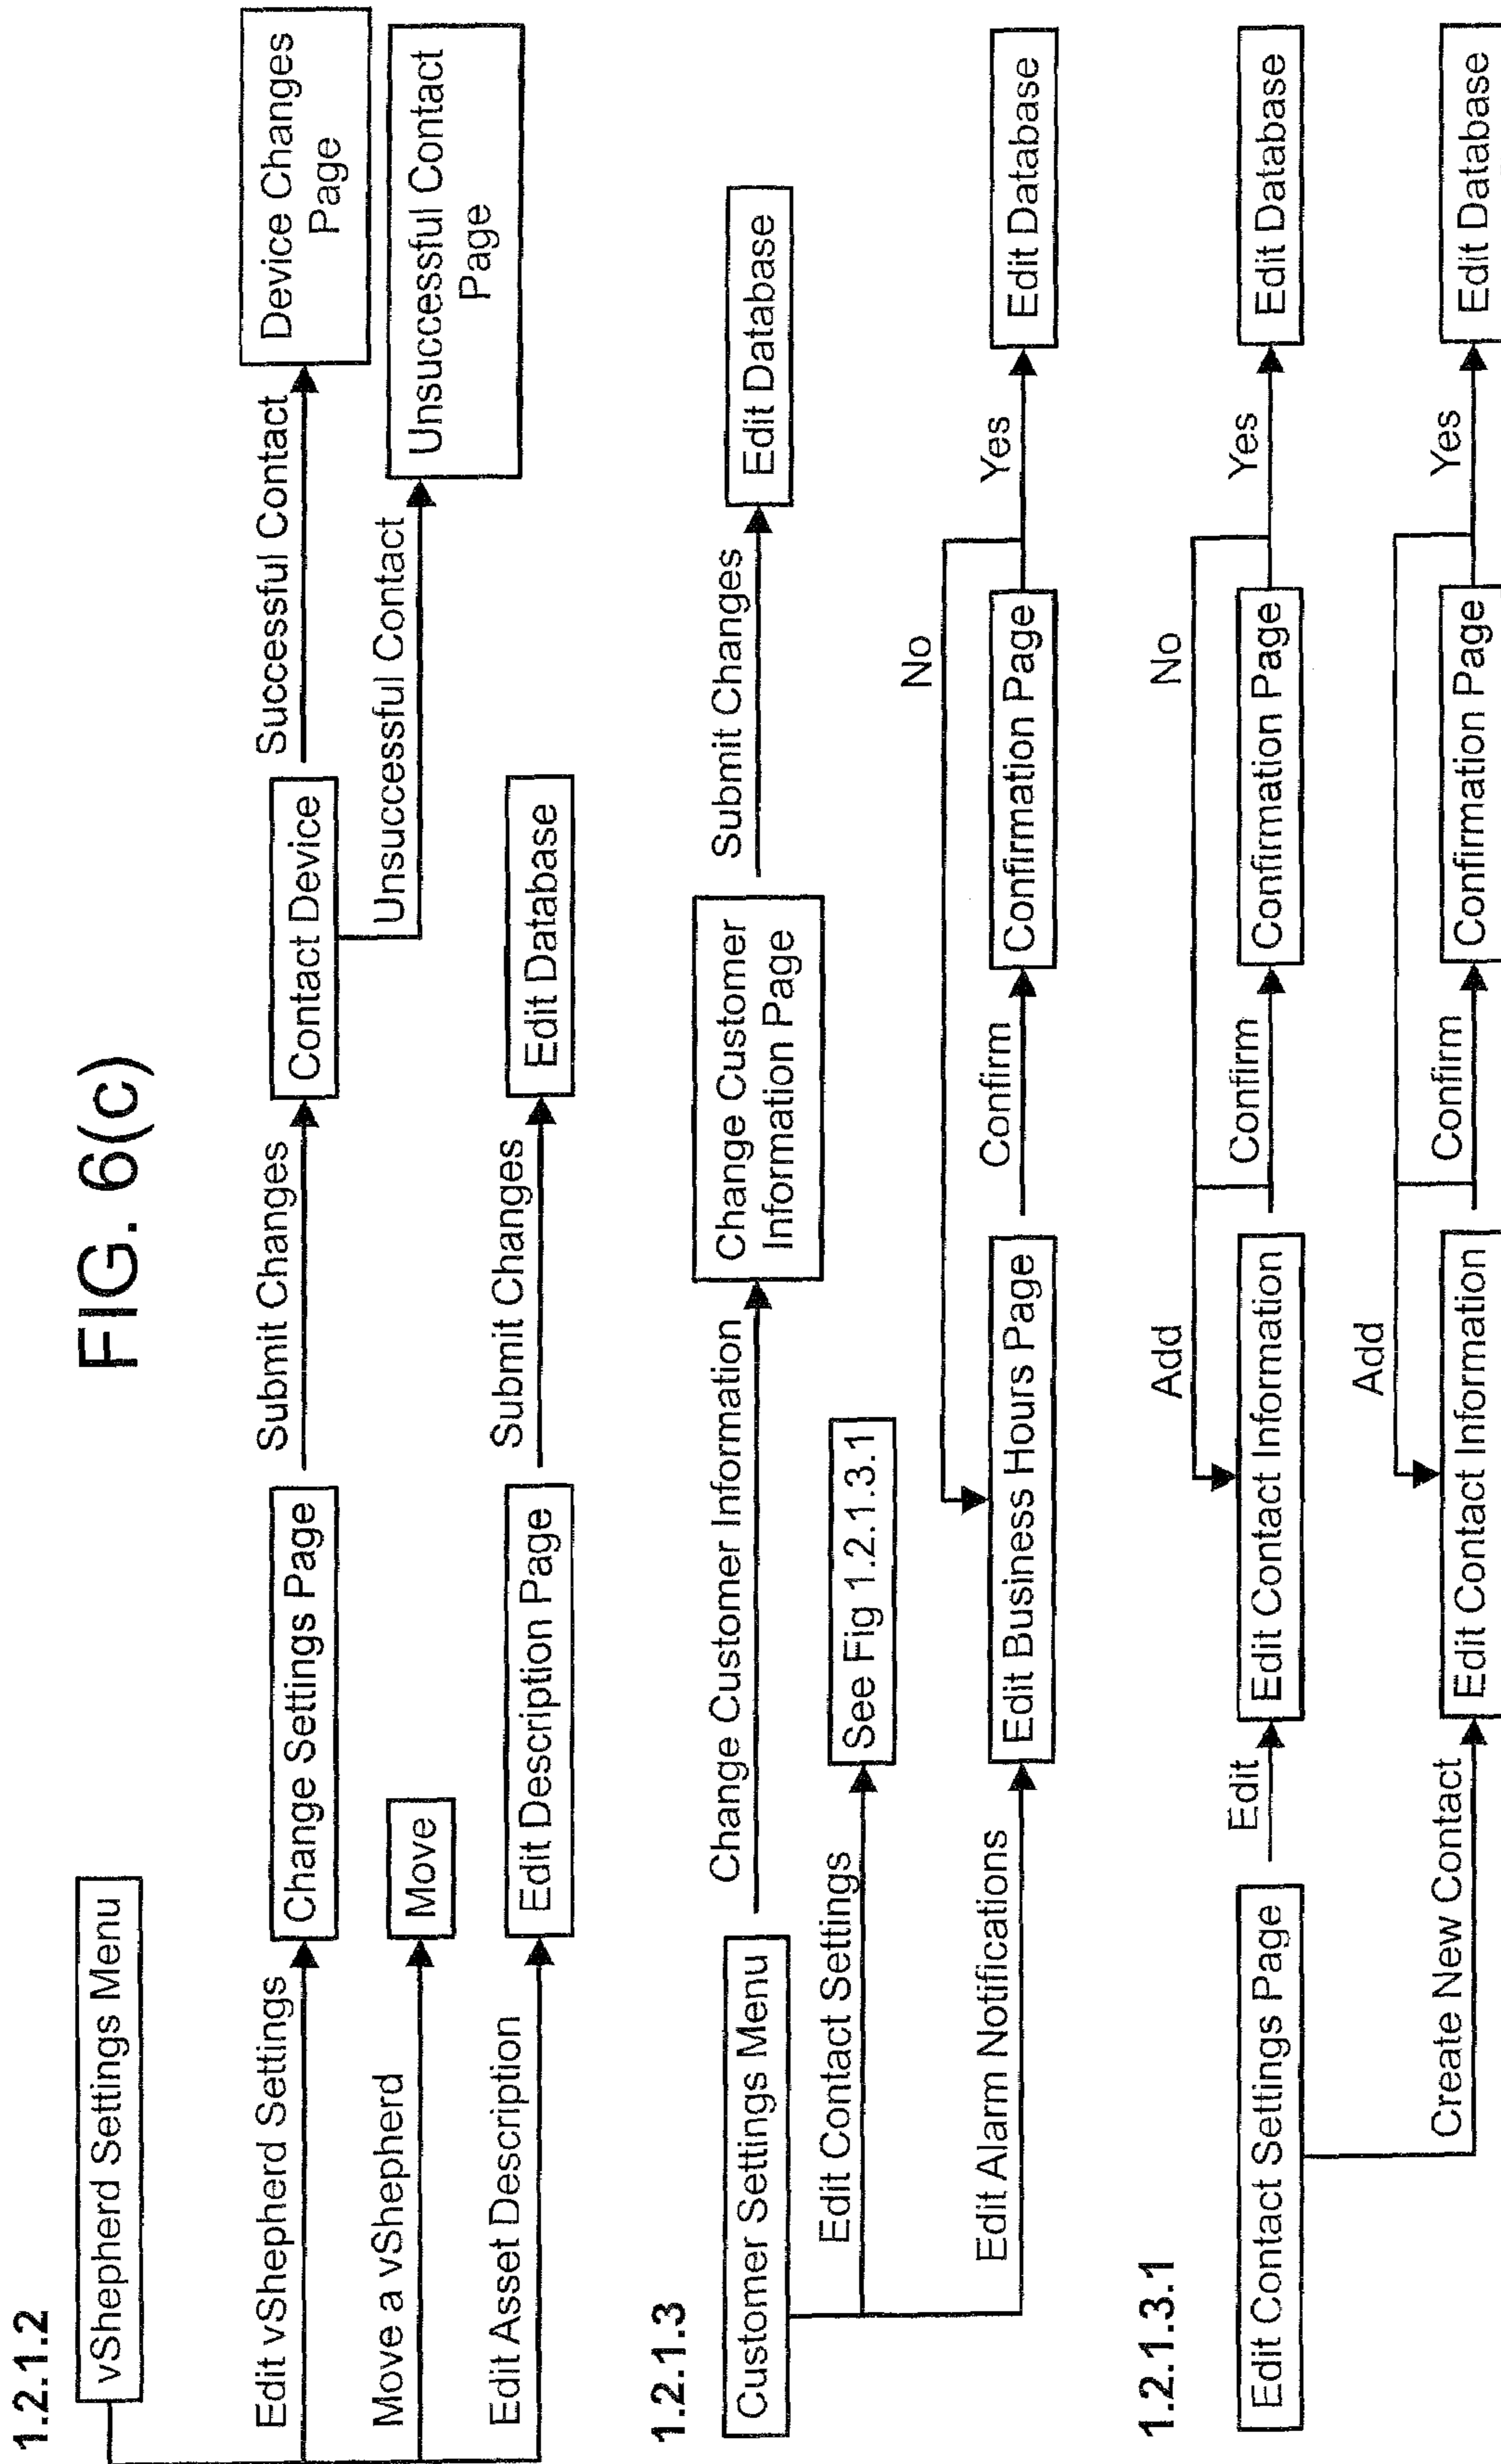 FIG. 6(c)
1.2.1.2
vShepherd Settings Menu
Edit vShepherd Settings
Change Settings Page
Submit Changes
Contact Device
Successful Contact
Device Changes
Page
Unsuccessful Contact
Unsuccessful Contact
Page
Move a vShepherd
Move
Edit Asset Description
Edit Description Page
Submit Changes
Edit Database
1.2.1.3
Customer Settings Menu
Change Customer Information
Change Customer
Information Page
Submit Changes
Edit Database
Edit Contact Settings
See Fig 1.2.1.3.1
Edit Alarm Notifications
Edit Business Hours Page
Confirm
Confirmation Page
No
Yes
Edit Database
1.2.1.3.1
Edit Contact Settings Page
Edit
Edit Contact Information
Add
Confirm
Confirmation Page
No
Yes
Edit Database
Create New Contact
Edit Contact Information
Add
Confirm
Confirmation Page
Yes
Edit Database